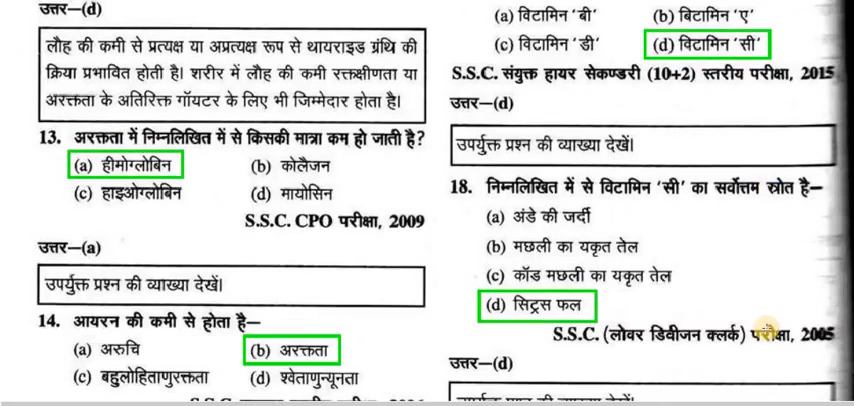 उत्तर—(d)
लौह की कमी से प्रत्यक्ष या अप्रत्यक्ष रूप से थायराइड ग्रंथि की
क्रिया प्रभावित होती है। शरीर में लौह की कमी रक्तक्षीणता या
अरक्तता के अतिरिक्त गॉयटर के लिए भी जिम्मेदार होता है।
13. अरक्तता में निम्नलिखित में से किसकी मात्रा कम हो जाती है?
(a) हीमोग्लोबिन (b) कोलैजन
(c) हाइओग्लोबिन (d) मायोसिन
S.S.C. CPO परीक्षा, 2009
उत्तर—(a)
उपर्युक्त प्रश्न की व्याख्या देखें।
14. आयरन की कमी से होता है—
(a) अरुचि (b) अरक्तता
(c) बहुलोहिताणुरक्तता (d) श्वेताणुन्यूनता
(a) विटामिन 'बी' (b) बिटामिन 'ए'
(c) विटामिन 'डी' (d) विटामिन 'सी'
S.S.C. संयुक्त हायर सेकण्डरी (10+2) स्तरीय परीक्षा, 2015
उत्तर—(d)
उपर्युक्त प्रश्न की व्याख्या देखें।
18. निम्नलिखित में से विटामिन 'सी' का सर्वोत्तम स्रोत है—
(a) अंडे की जर्दी
(b) मछली का यकृत तेल
(c) कॉड मछली का यकृत तेल
(d) सिट्रस फल
S.S.C. (लोवर डिवीजन क्लर्क) परीक्षा, 2005
उत्तर—(d)